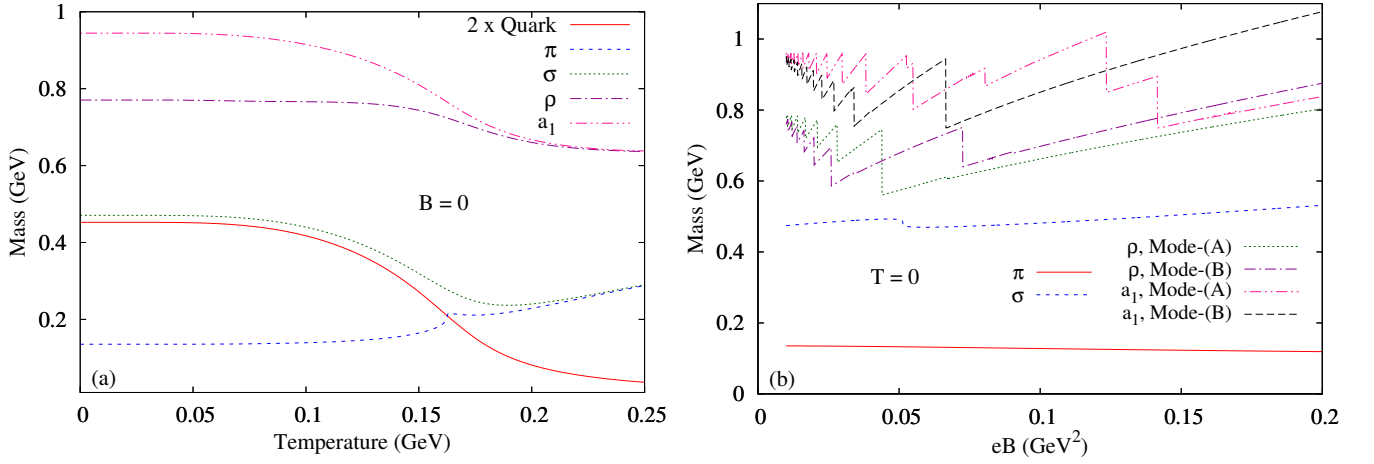 1
0.8
0.6
0.4
0.2
0
0.05
0.1
0.15
0.2
0.25
Mass (GeV)
Temperature (GeV)
2 x Quark
π
σ
ρ
a1
B = 0
(a)
1
0.8
0.6
0.4
0.2
0
0
0.05
0.1
0.15
0.2
Mass (GeV)
eB (GeV²)
T = 0
π
σ
ρ, Mode-(A)
ρ, Mode-(B)
a1, Mode-(A)
a1, Mode-(B)
(b)